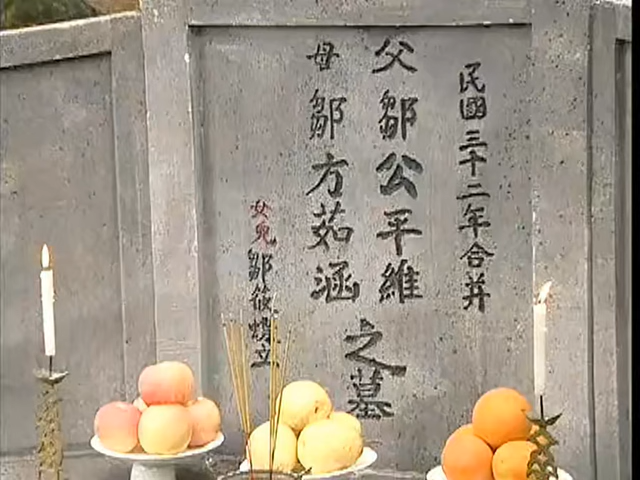 民國三十二年合并
父鄒公平維
母鄒方茹涵
之墓
女兒鄒筱嫘立